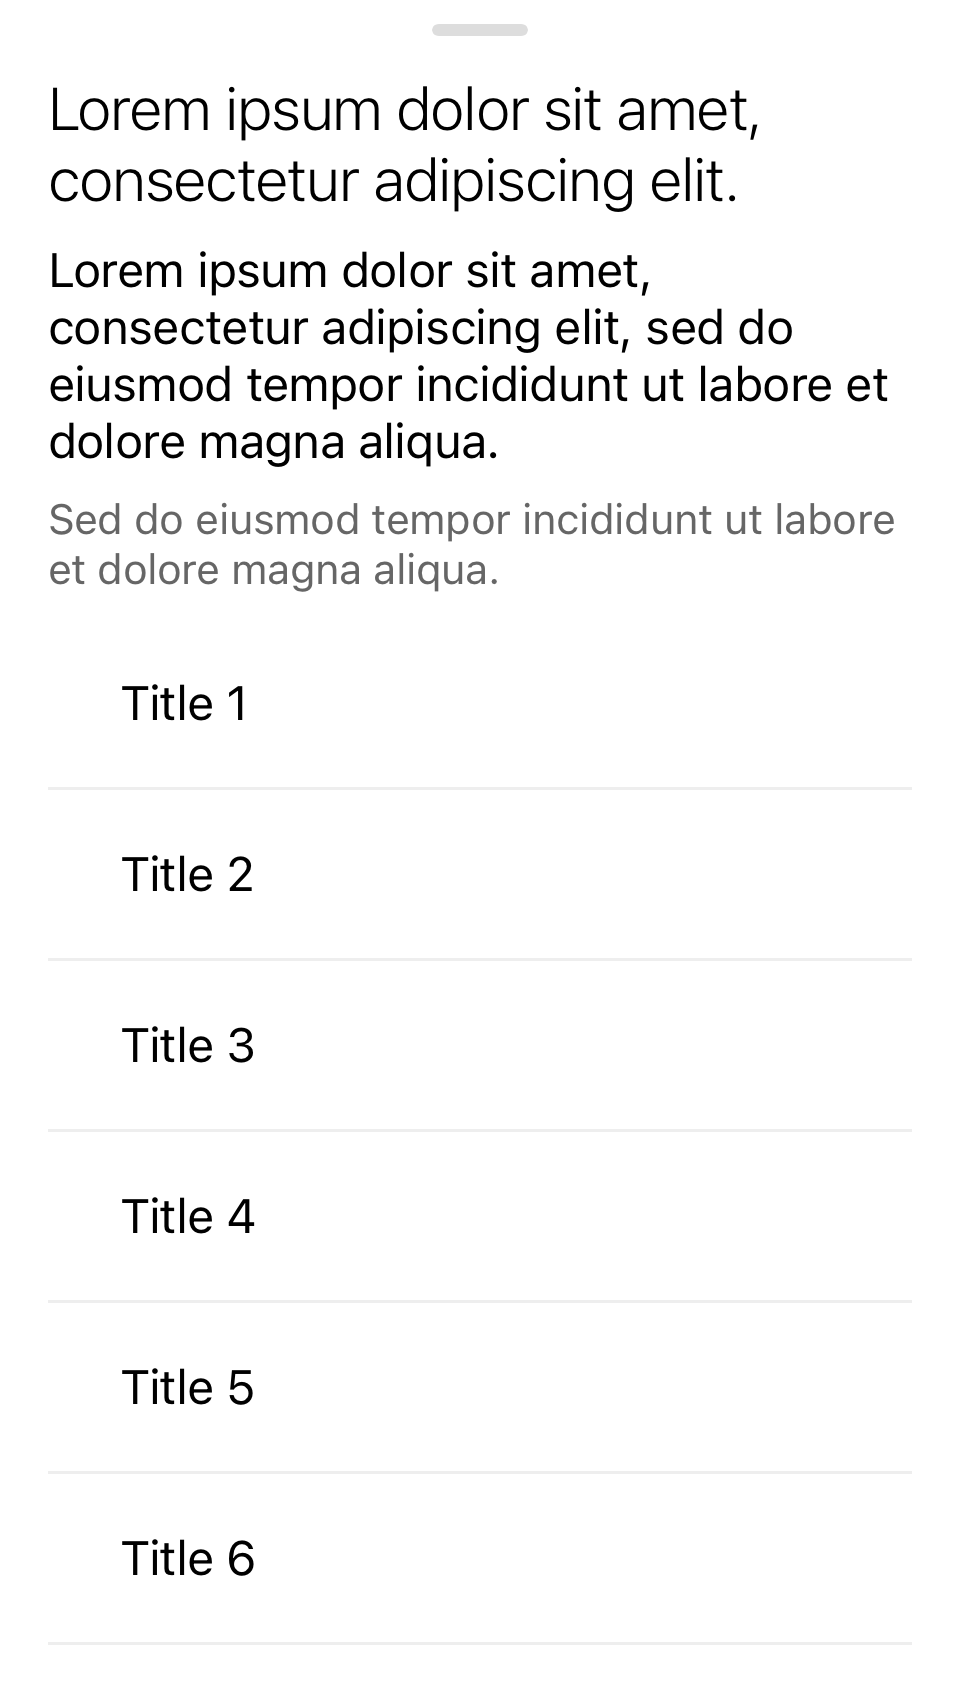 Lorem ipsum dolor sit amet,
consectetur adipiscing elit.
Lorem ipsum dolor sit amet,
consectetur adipiscing elit, sed do
eiusmod tempor incididunt ut labore et
dolore magna aliqua.
Sed do eiusmod tempor incididunt ut labore
et dolore magna aliqua.
Title 1
Title 2
Title 3
Title 4
Title 5
Title 6